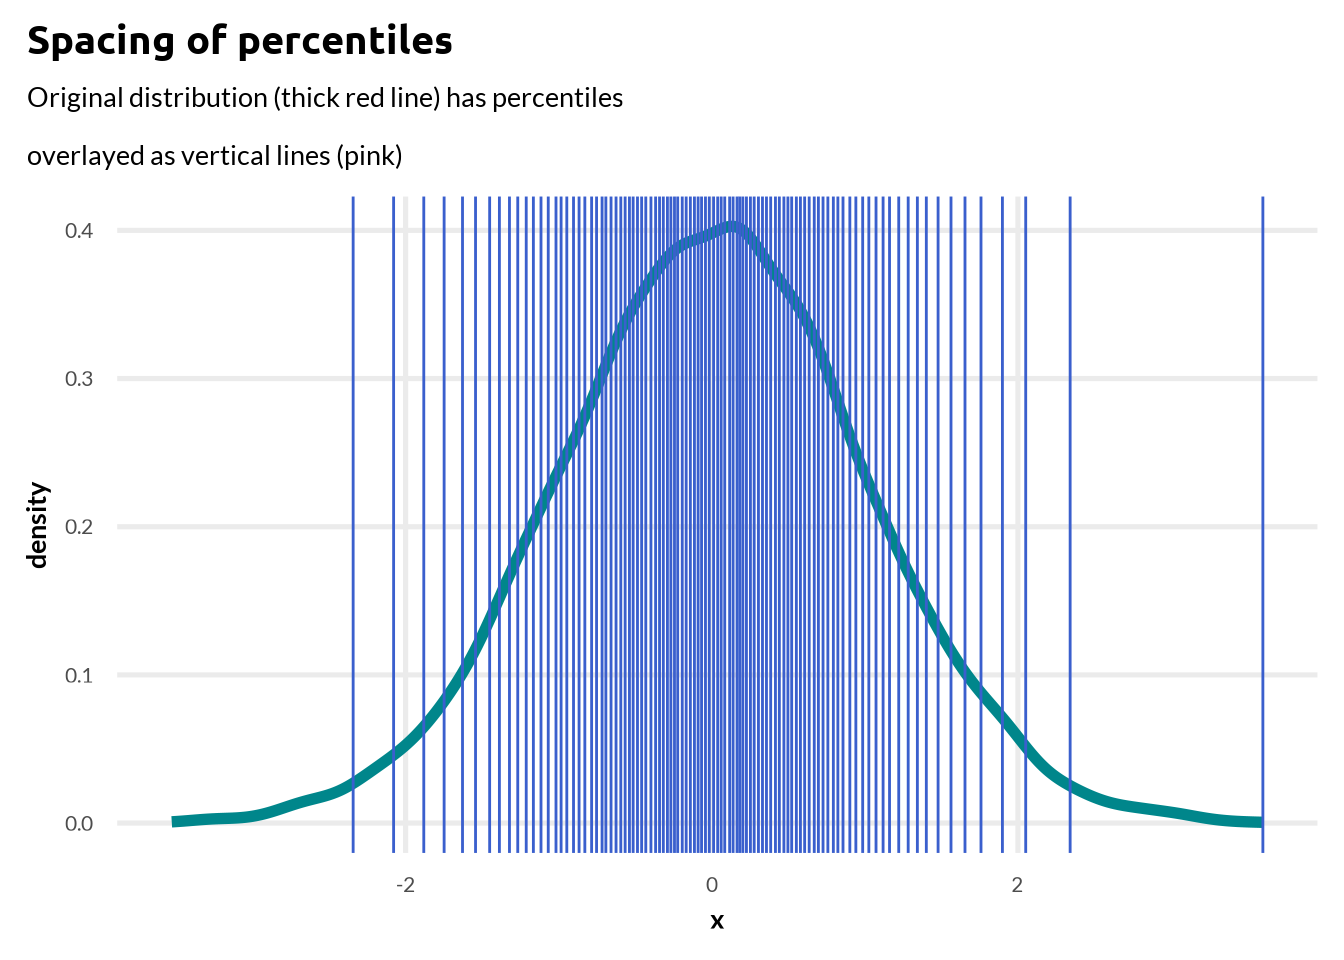 Spacing of percentiles
Original distribution (thick red line) has percentiles
overlayed as vertical lines (pink)
0.4
0.3
0.2
0.1
0.0
density
-2
0
2
x